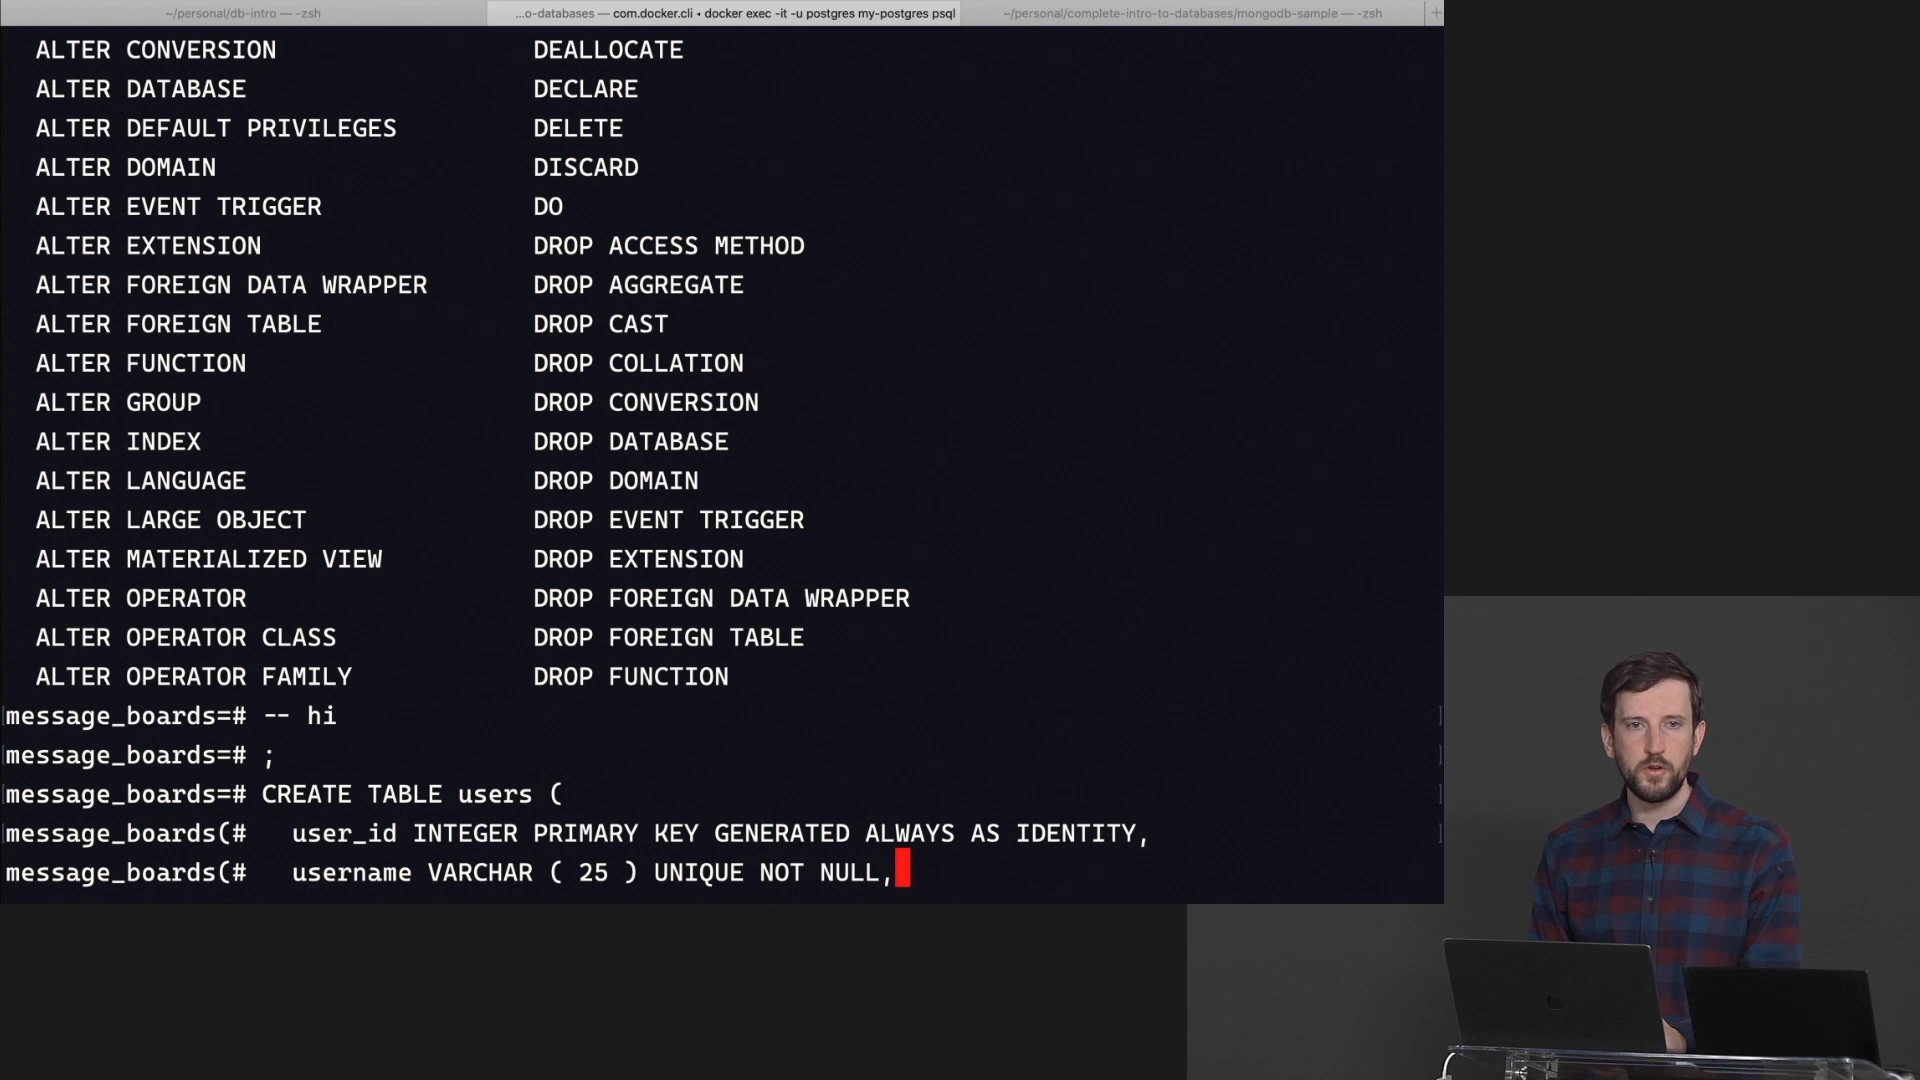 ~/personal/db-intro — -zsh
...o-databases — com.docker.cli • docker exec -it -u postgres my-postgres psql
~/personal/complete-intro-to-databases/mongodb-sample — -zsh
+
ALTER CONVERSION DEALLOCATE
ALTER DATABASE DECLARE
ALTER DEFAULT PRIVILEGES DELETE
ALTER DOMAIN DISCARD
ALTER EVENT TRIGGER DO
ALTER EXTENSION DROP ACCESS METHOD
ALTER FOREIGN DATA WRAPPER DROP AGGREGATE
ALTER FOREIGN TABLE DROP CAST
ALTER FUNCTION DROP COLLATION
ALTER GROUP DROP CONVERSION
ALTER INDEX DROP DATABASE
ALTER LANGUAGE DROP DOMAIN
ALTER LARGE OBJECT DROP EVENT TRIGGER
ALTER MATERIALIZED VIEW DROP EXTENSION
ALTER OPERATOR DROP FOREIGN DATA WRAPPER
ALTER OPERATOR CLASS DROP FOREIGN TABLE
ALTER OPERATOR FAMILY DROP FUNCTION
message_boards=# -- hi
message_boards=# ;
message_boards=# CREATE TABLE users (
message_boards(# user_id INTEGER PRIMARY KEY GENERATED ALWAYS AS IDENTITY,
message_boards(# username VARCHAR ( 25 ) UNIQUE NOT NULL,